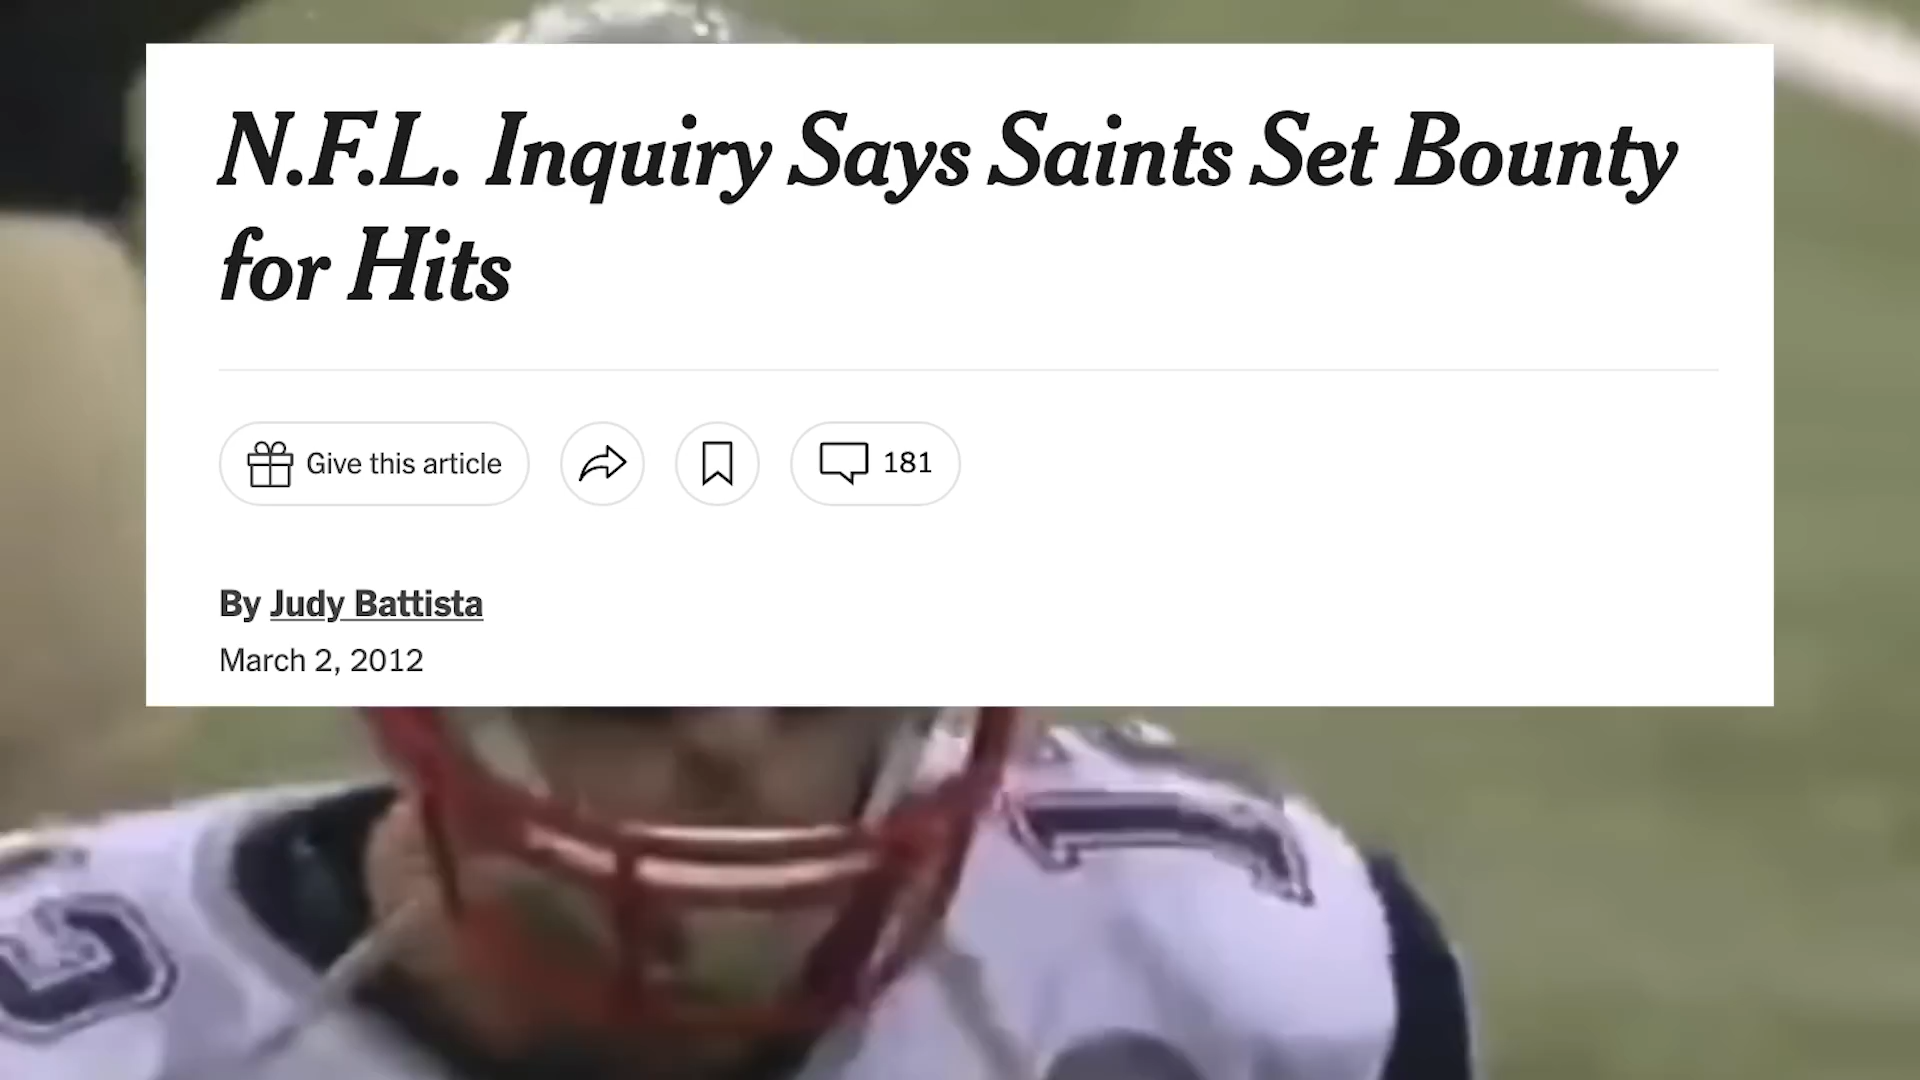 N.F.L. Inquiry Says Saints Set Bounty
for Hits
Give this article
181
By Judy Battista
March 2, 2012